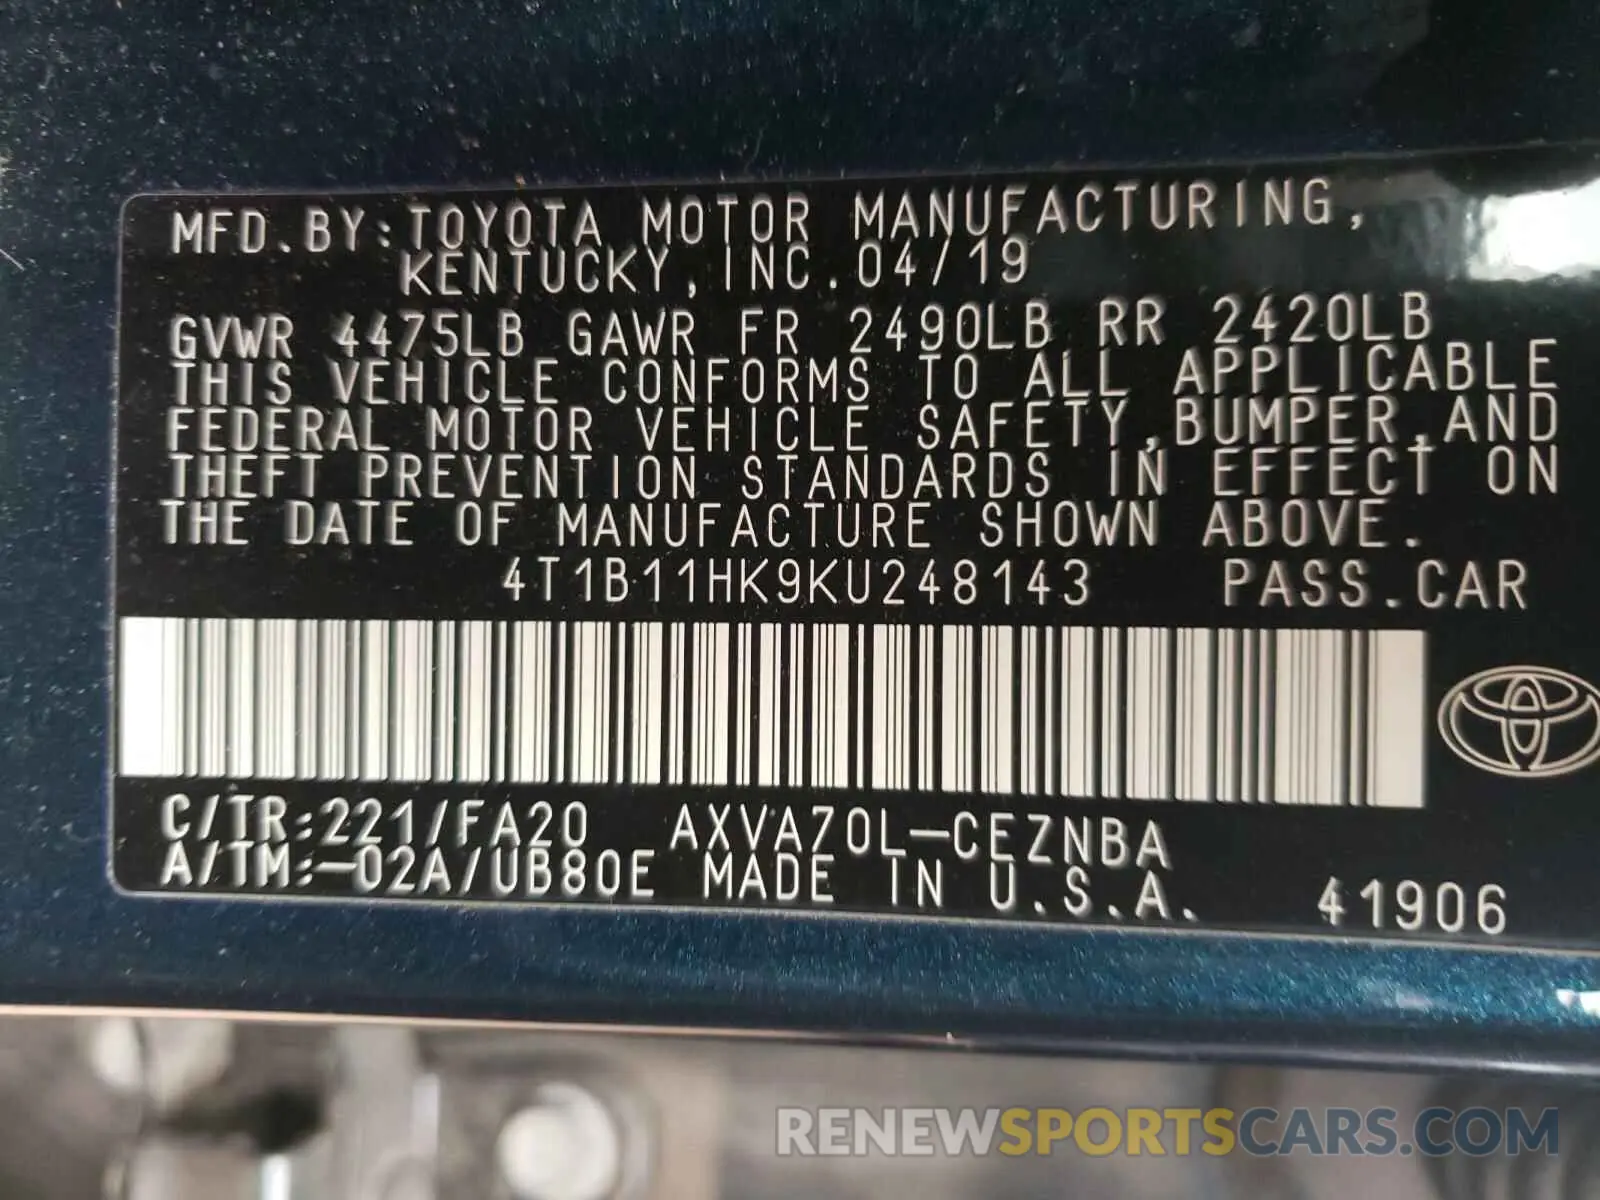 MFD.BY:TOYOTA MOTOR MANUFACTURING,
KENTUCKY,INC.04/19
GVWR 4475LB GAWR FR 2490LB RR 2420LB
THIS VEHICLE CONFORMS TO ALL APPLICABLE
FEDERAL MOTOR VEHICLE SAFETY,BUMPER,AND
THEFT PREVENTION STANDARDS IN EFFECT ON
THE DATE OF MANUFACTURE SHOWN ABOVE.
4T1B11HK9KU248143 PASS.CAR
C/TR:221/FA20 AXVA70L-CEZNBA
A/TM:-02A/UB80E MADE IN U.S.A. 41906
RENEWSPORTSCARS.COM